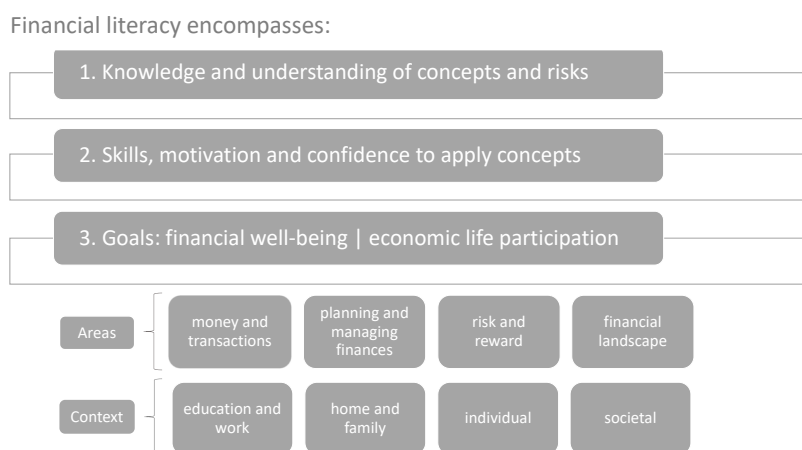 Financial literacy encompasses:
1. Knowledge and understanding of concepts and risks
2. Skills, motivation and confidence to apply concepts
3. Goals: financial well-being | economic life participation
Areas
money and
transactions
planning and
managing
finances
risk and
reward
financial
landscape
Context
education and
work
home and
family
individual
societal